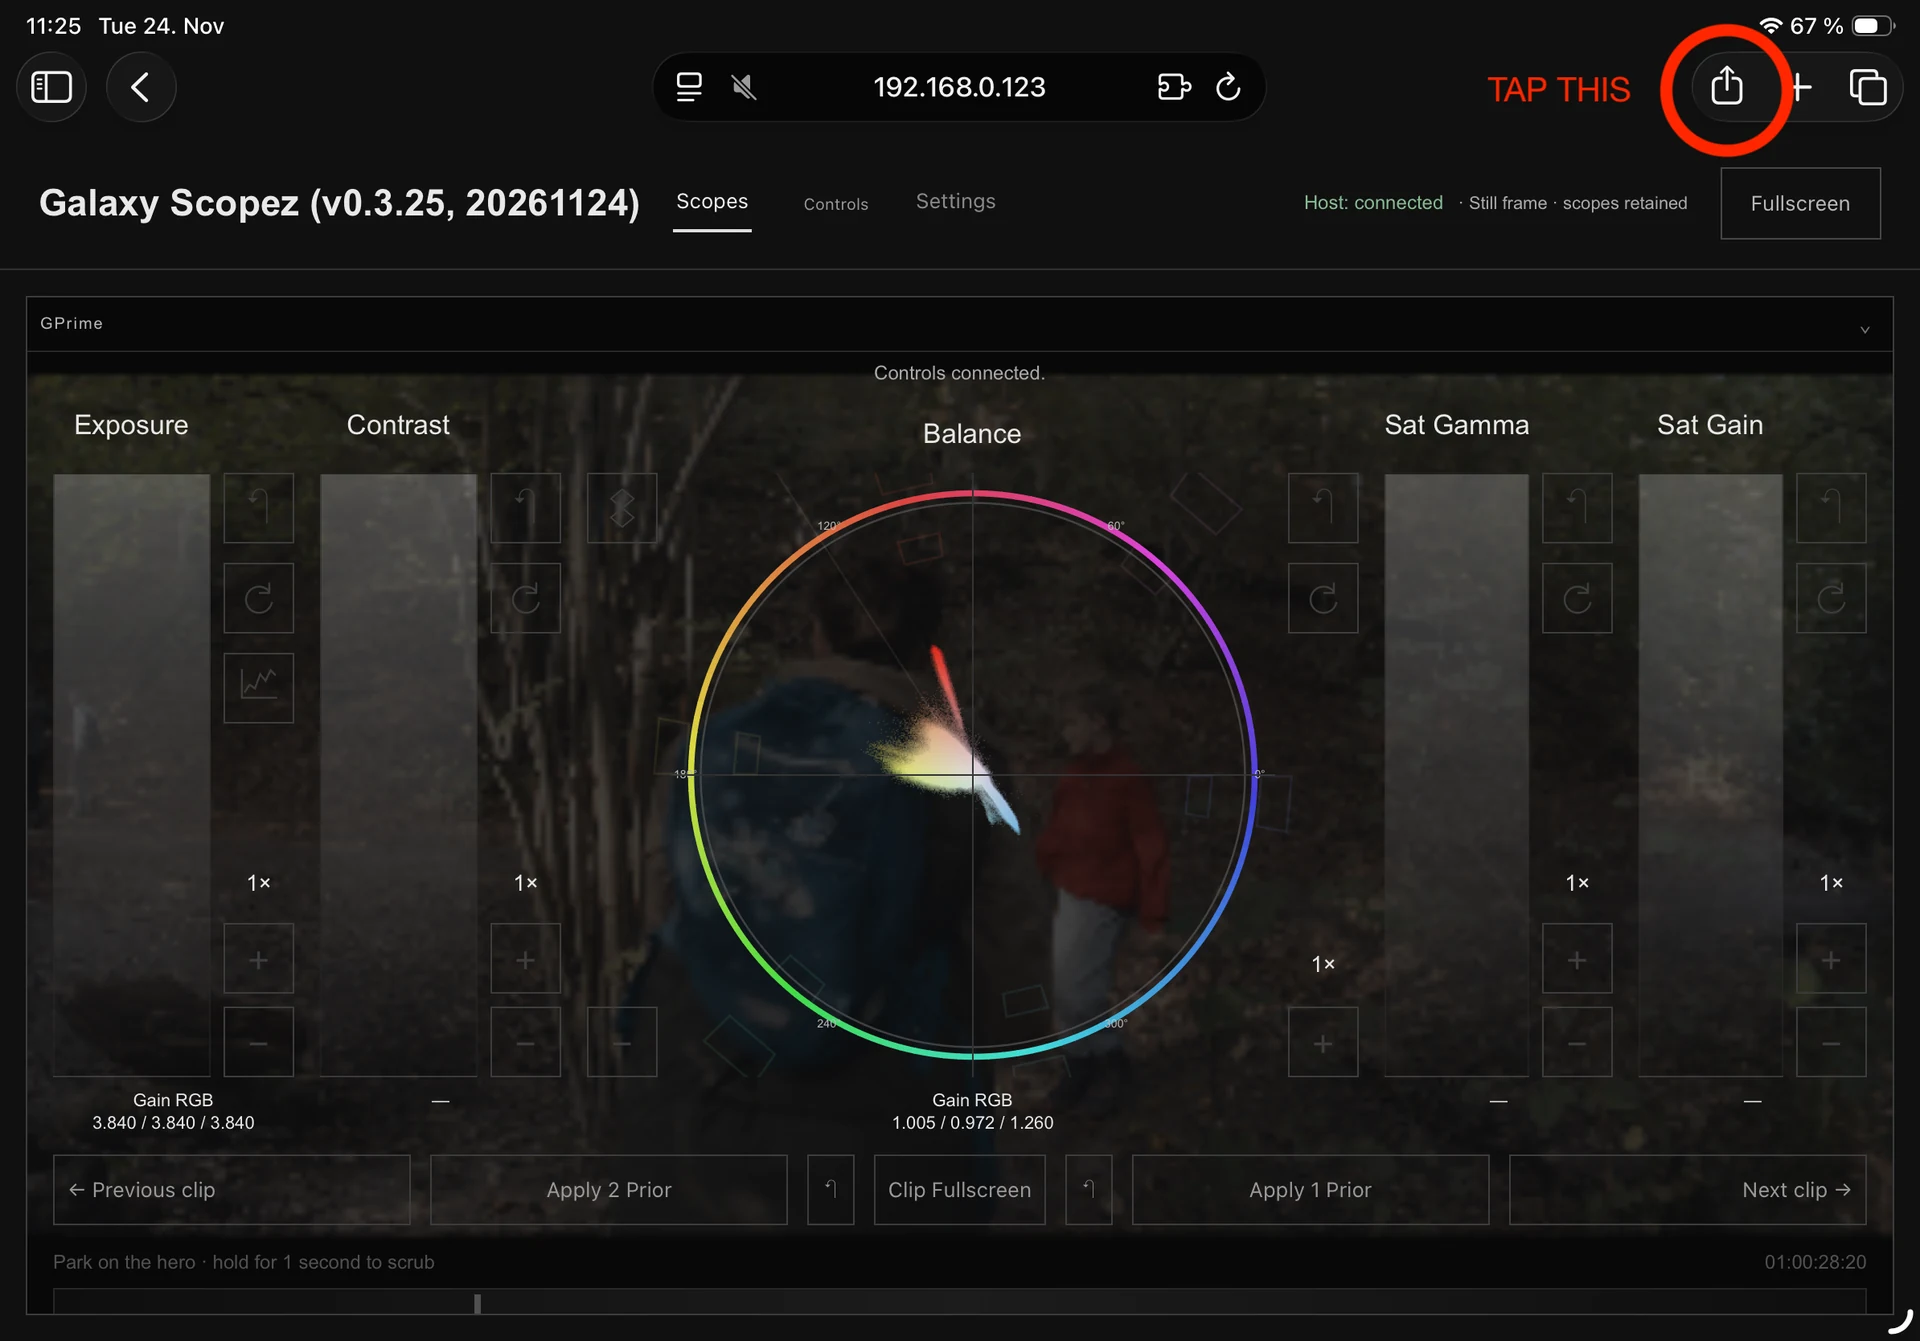 11:25 Tue 24. Nov
67 %
192.168.0.123
TAP THIS
Galaxy Scopez (v0.3.25, 20261124)
Scopes
Controls
Settings
Host: connected · Still frame · scopes retained
Fullscreen
GPrime
Controls connected.
Exposure
Contrast
Balance
Sat Gamma
Sat Gain
120°
60°
180°
0°
1×
1×
1×
1×
1×
240°
300°
Gain RGB
3.840 / 3.840 / 3.840
—
Gain RGB
1.005 / 0.972 / 1.260
—
—
← Previous clip
Apply 2 Prior
Clip Fullscreen
Apply 1 Prior
Next clip →
Park on the hero · hold for 1 second to scrub
01:00:28:20